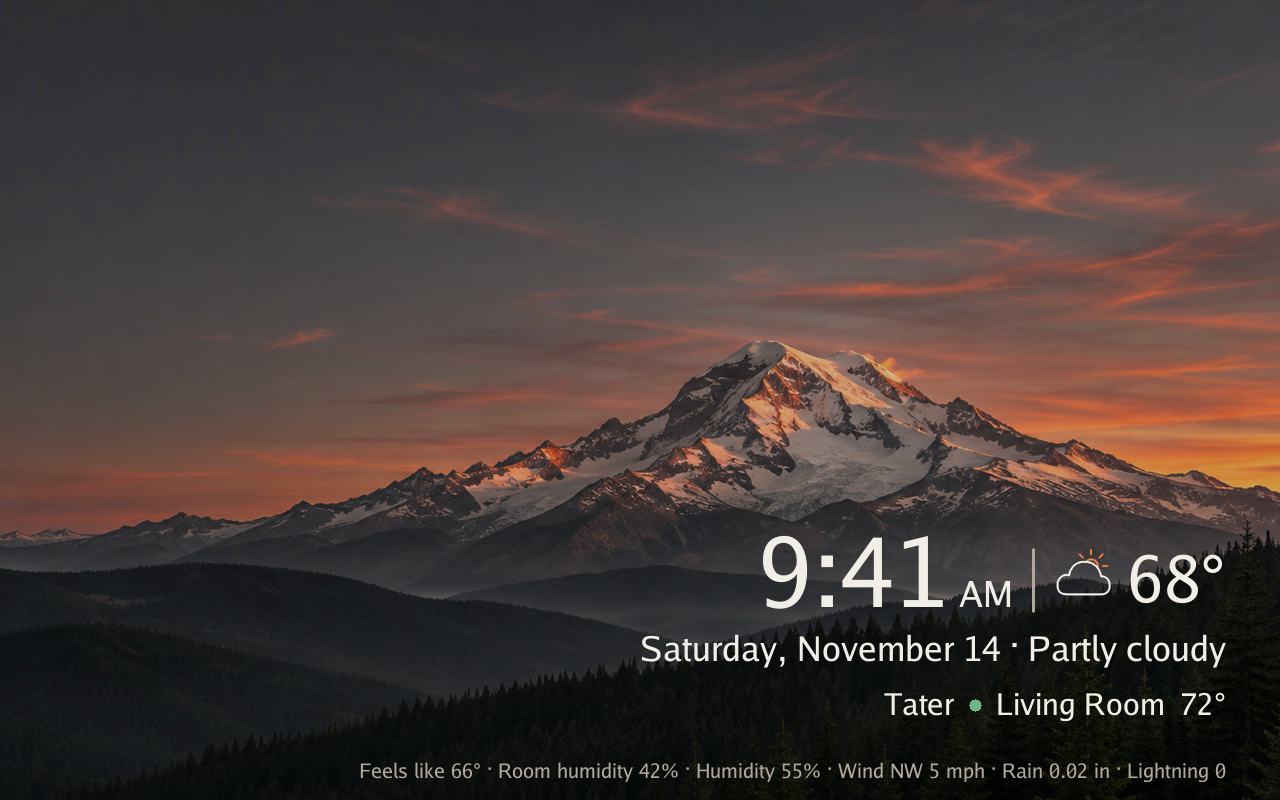 9:41 AM 68°
Saturday, November 14 · Partly cloudy
Tater ● Living Room 72°
Feels like 66° · Room humidity 42% · Humidity 55% · Wind NW 5 mph · Rain 0.02 in · Lightning 0